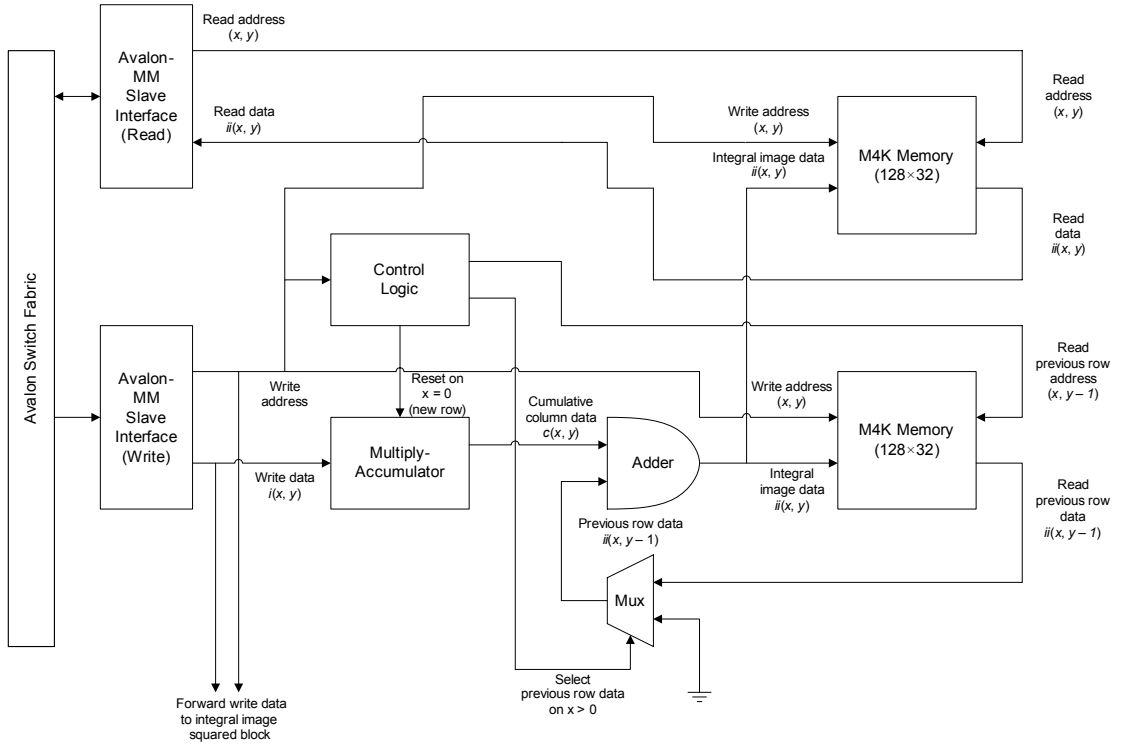 Read address
(x, y)
Avalon-
MM
Slave
Interface
(Read)
Read
address
(x, y)
Read data
ii(x, y)
Write address
(x, y)
Integral image data
ii(x, y)
M4K Memory
(128×32)
Read
data
ii(x, y)
Control
Logic
Avalon Switch Fabric
Avalon-
MM
Slave
Interface
(Write)
Write
address
Reset on
x = 0
(new row)
Cumulative
column data
c(x, y)
Write address
(x, y)
Read
previous row
address
(x, y – 1)
M4K Memory
(128×32)
Multiply-
Accumulator
Adder
Write data
i(x, y)
Integral
image data
ii(x, y)
Read
previous row
data
ii(x, y – 1)
Previous row data
ii(x, y – 1)
Mux
Select
previous row data
on x > 0
Forward write data
to integral image
squared block